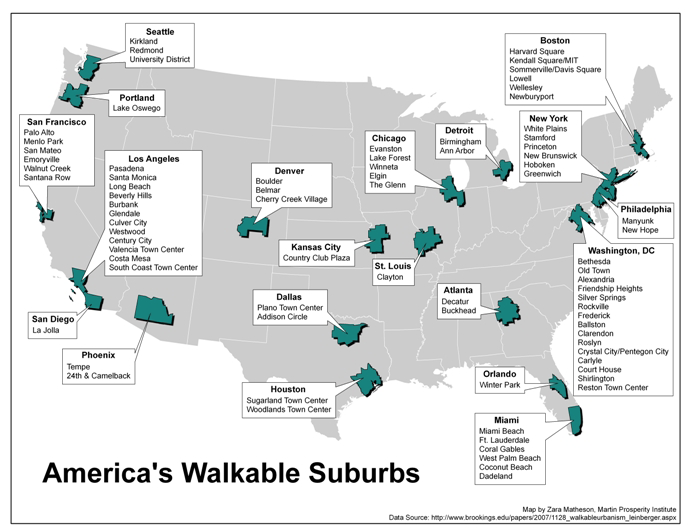 Seattle
Kirkland
Redmond
University District
Portland
Lake Oswego
San Francisco
Palo Alto
Menlo Park
San Mateo
Emoryville
Walnut Creek
Santana Row
Los Angeles
Pasadena
Santa Monica
Long Beach
Beverly Hills
Burbank
Glendale
Culver City
Westwood
Century City
Valencia Town Center
Costa Mesa
South Coast Town Center
San Diego
La Jolla
Phoenix
Tempe
24th & Camelback
Denver
Boulder
Belmar
Cherry Creek Village
Kansas City
Country Club Plaza
St. Louis
Clayton
Dallas
Plano Town Center
Addison Circle
Houston
Sugarland Town Center
Woodlands Town Center
Chicago
Evanston
Lake Forest
Winneta
Elgin
The Glenn
Detroit
Birmingham
Ann Arbor
Boston
Harvard Square
Kendall Square/MIT
Sommerville/Davis Square
Lowell
Wellesley
Newburyport
New York
White Plains
Stamford
Princeton
New Brunswick
Hoboken
Greenwich
Philadelphia
Manyunk
New Hope
Washington, DC
Bethesda
Old Town
Alexandria
Friendship Heights
Silver Springs
Rockville
Frederick
Ballston
Clarendon
Roslyn
Crystal City/Pentegon City
Carlyle
Court House
Shirlington
Reston Town Center
Atlanta
Decatur
Buckhead
Orlando
Winter Park
Miami
Miami Beach
Ft. Lauderdale
Coral Gables
West Palm Beach
Coconut Beach
Dadeland
America's Walkable Suburbs
Map by Zara Matheson, Martin Prosperity Institute
Data Source: http://www.brookings.edu/papers/2007/1128_walkableurbanism_leinberger.aspx